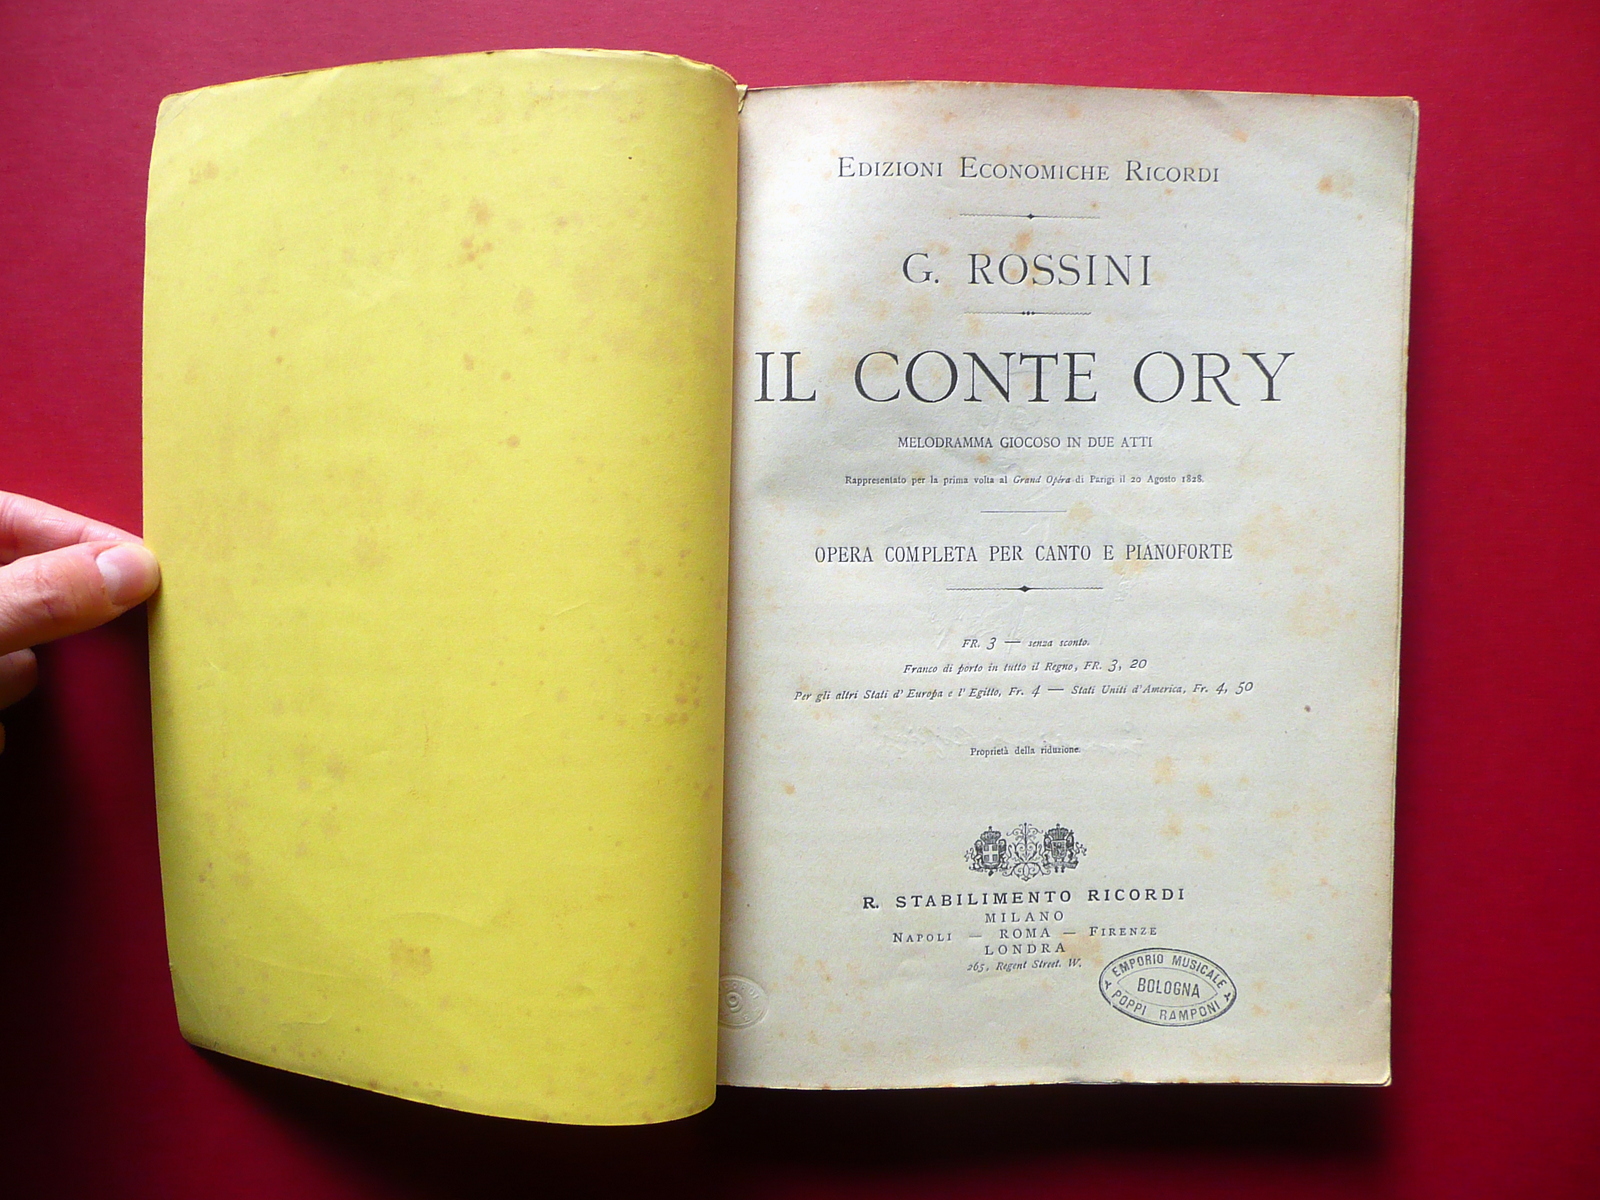 EDIZIONI ECONOMICHE RICORDI
G. ROSSINI
IL CONTE ORY
MELODRAMMA GIOCOSO IN DUE ATTI
Rappresentato per la prima volta al Grand Opéra di Parigi il 20 Agosto 1828.
OPERA COMPLETA PER CANTO E PIANOFORTE
FR. 3 — senza sconto.
Franco di porto in tutto il Regno, FR. 3, 20
Per gli altri Stati d'Europa e l'Egitto, Fr. 4 — Stati Uniti d'America, Fr. 4, 50
Proprietà della riduzione.
R. STABILIMENTO RICORDI
MILANO
NAPOLI — ROMA — FIRENZE
LONDRA
265, Regent Street. W.
EMPORIO MUSICALE
BOLOGNA
POPPI RAMPONI
9